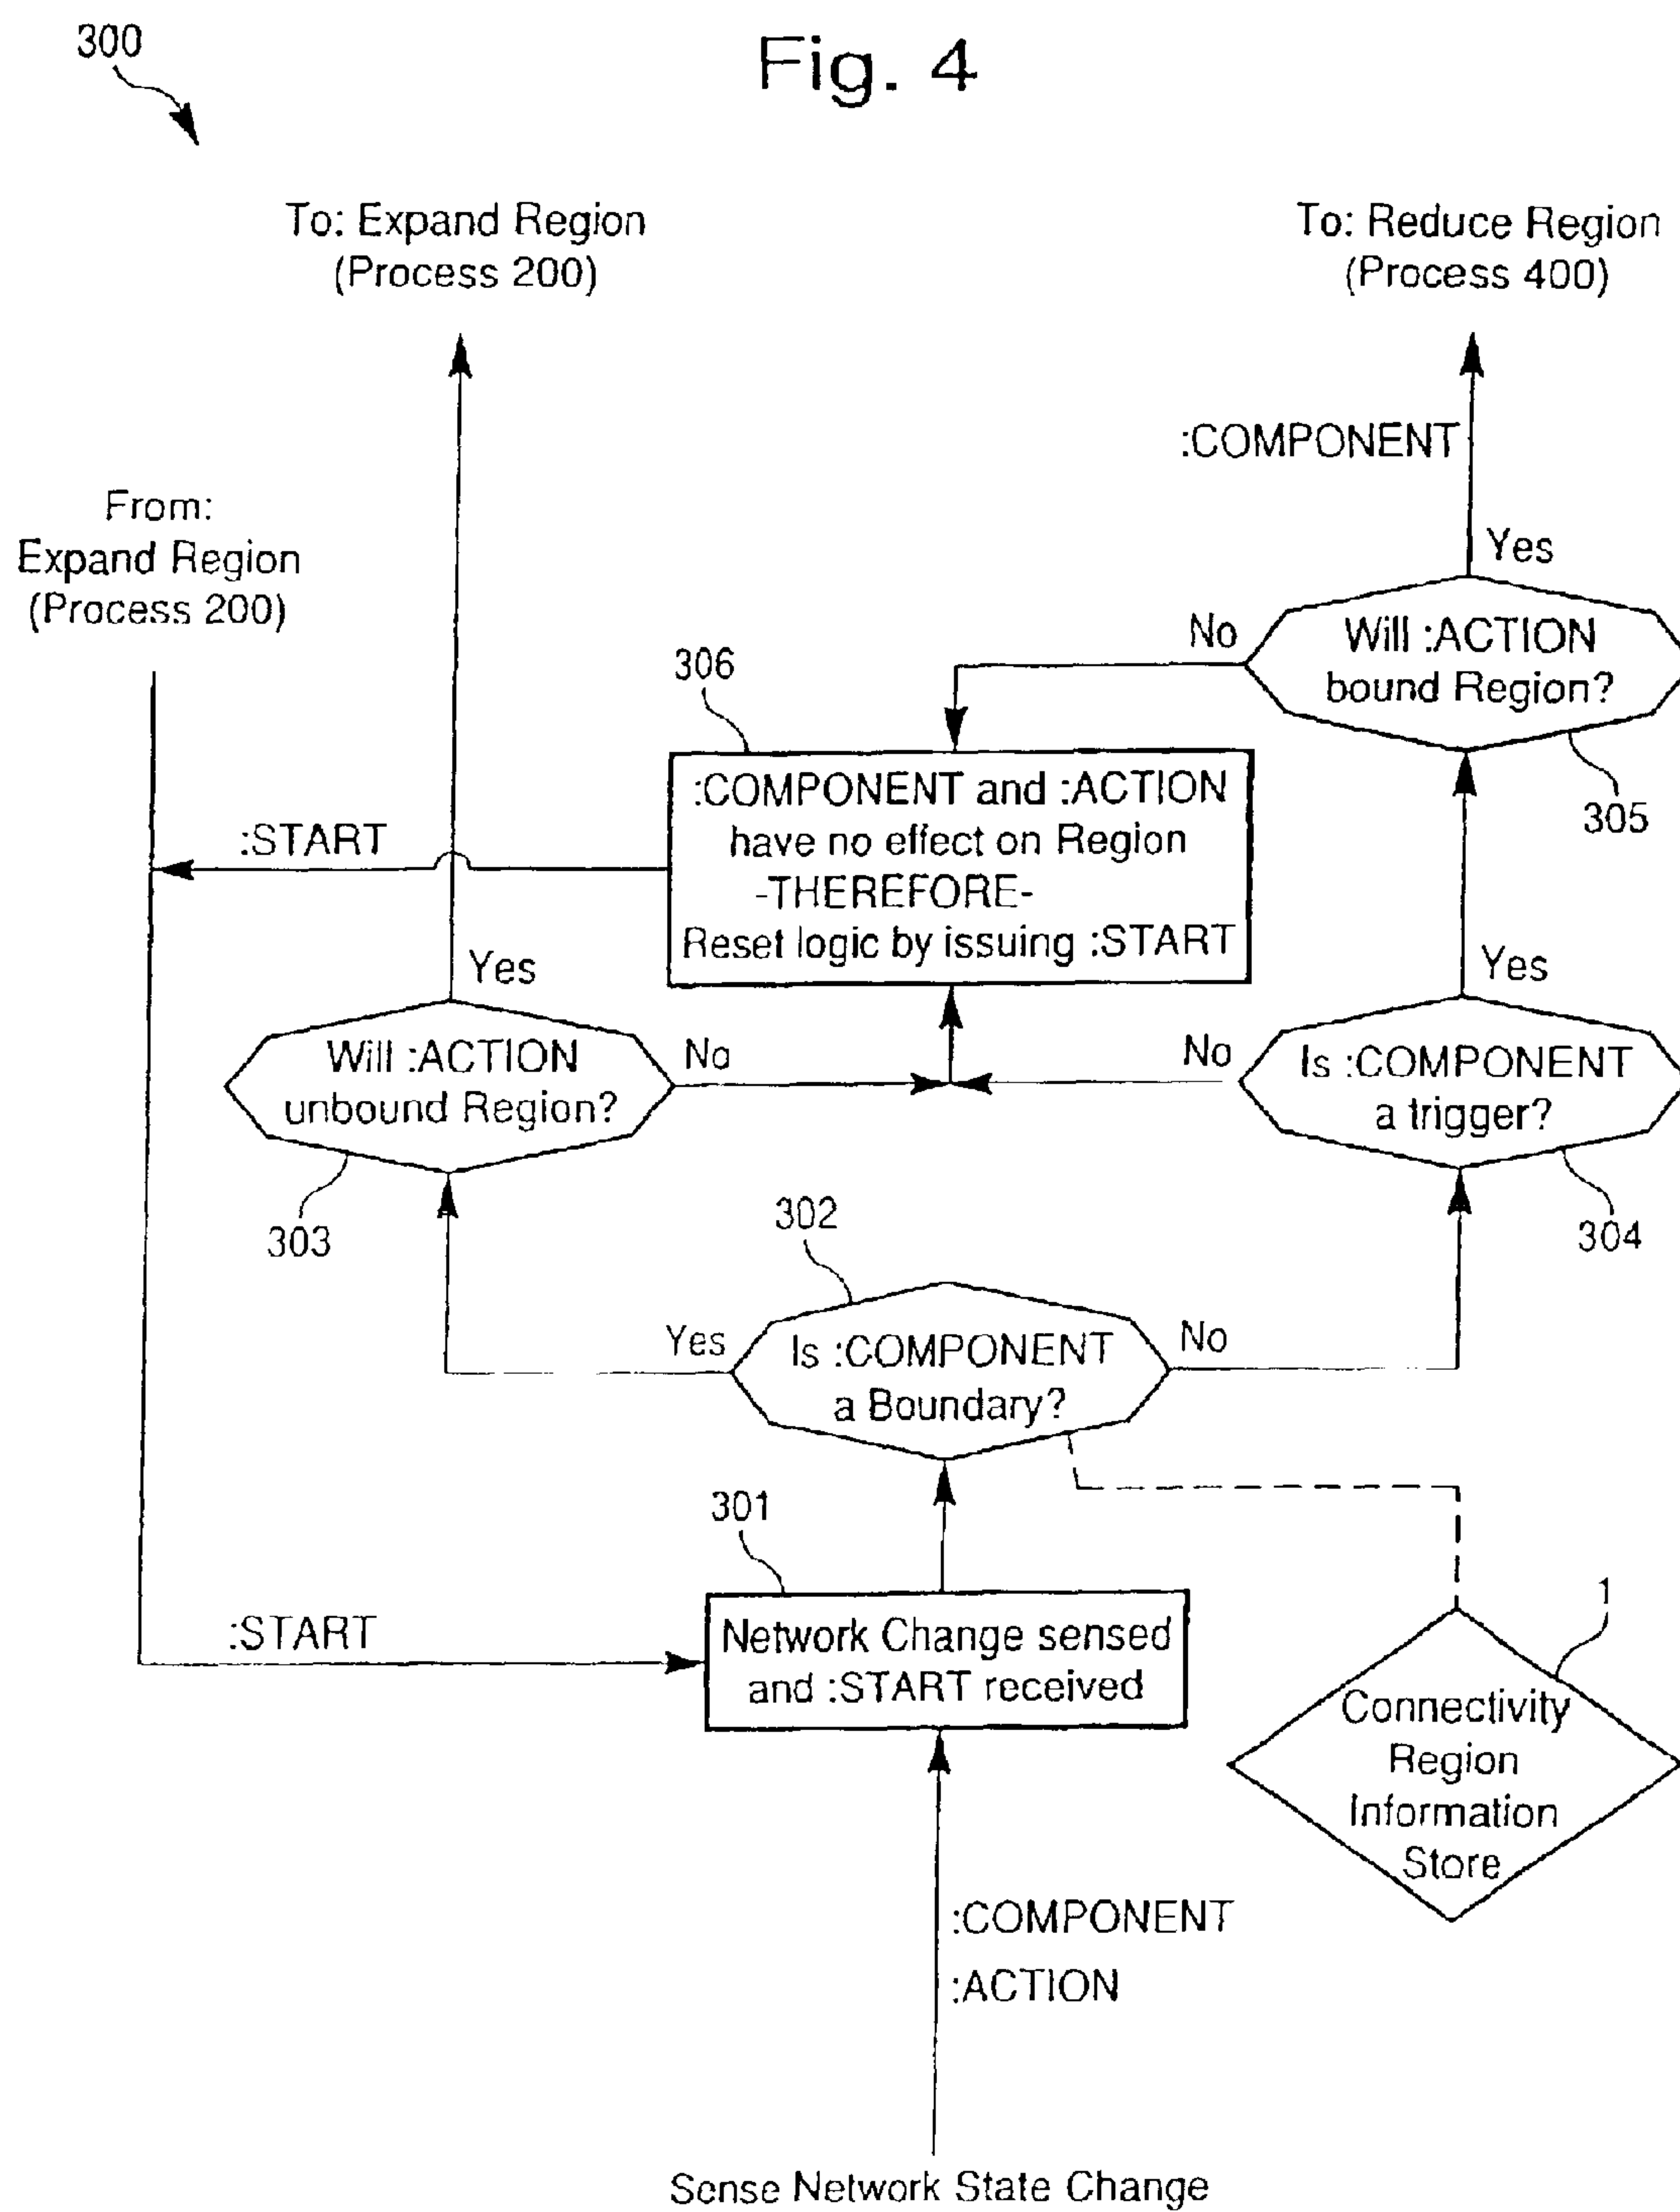 300
Fig. 4
To: Expand Region
(Process 200)
To: Reduce Region
(Process 400)
:COMPONENT
From:
Expand Region
(Process 200)
Yes
No
Will :ACTION
bound Region?
305
306
:COMPONENT and :ACTION
have no effect on Region
-THEREFORE-
Reset logic by issuing :START
:START
Yes
Yes
Will :ACTION
unbound Region?
303
No
No
Is :COMPONENT
a trigger?
304
302
Yes
Is :COMPONENT
a Boundary?
No
301
:START
Network Change sensed
and :START received
1
Connectivity
Region
Information
Store
:COMPONENT
:ACTION
Sense Network State Change